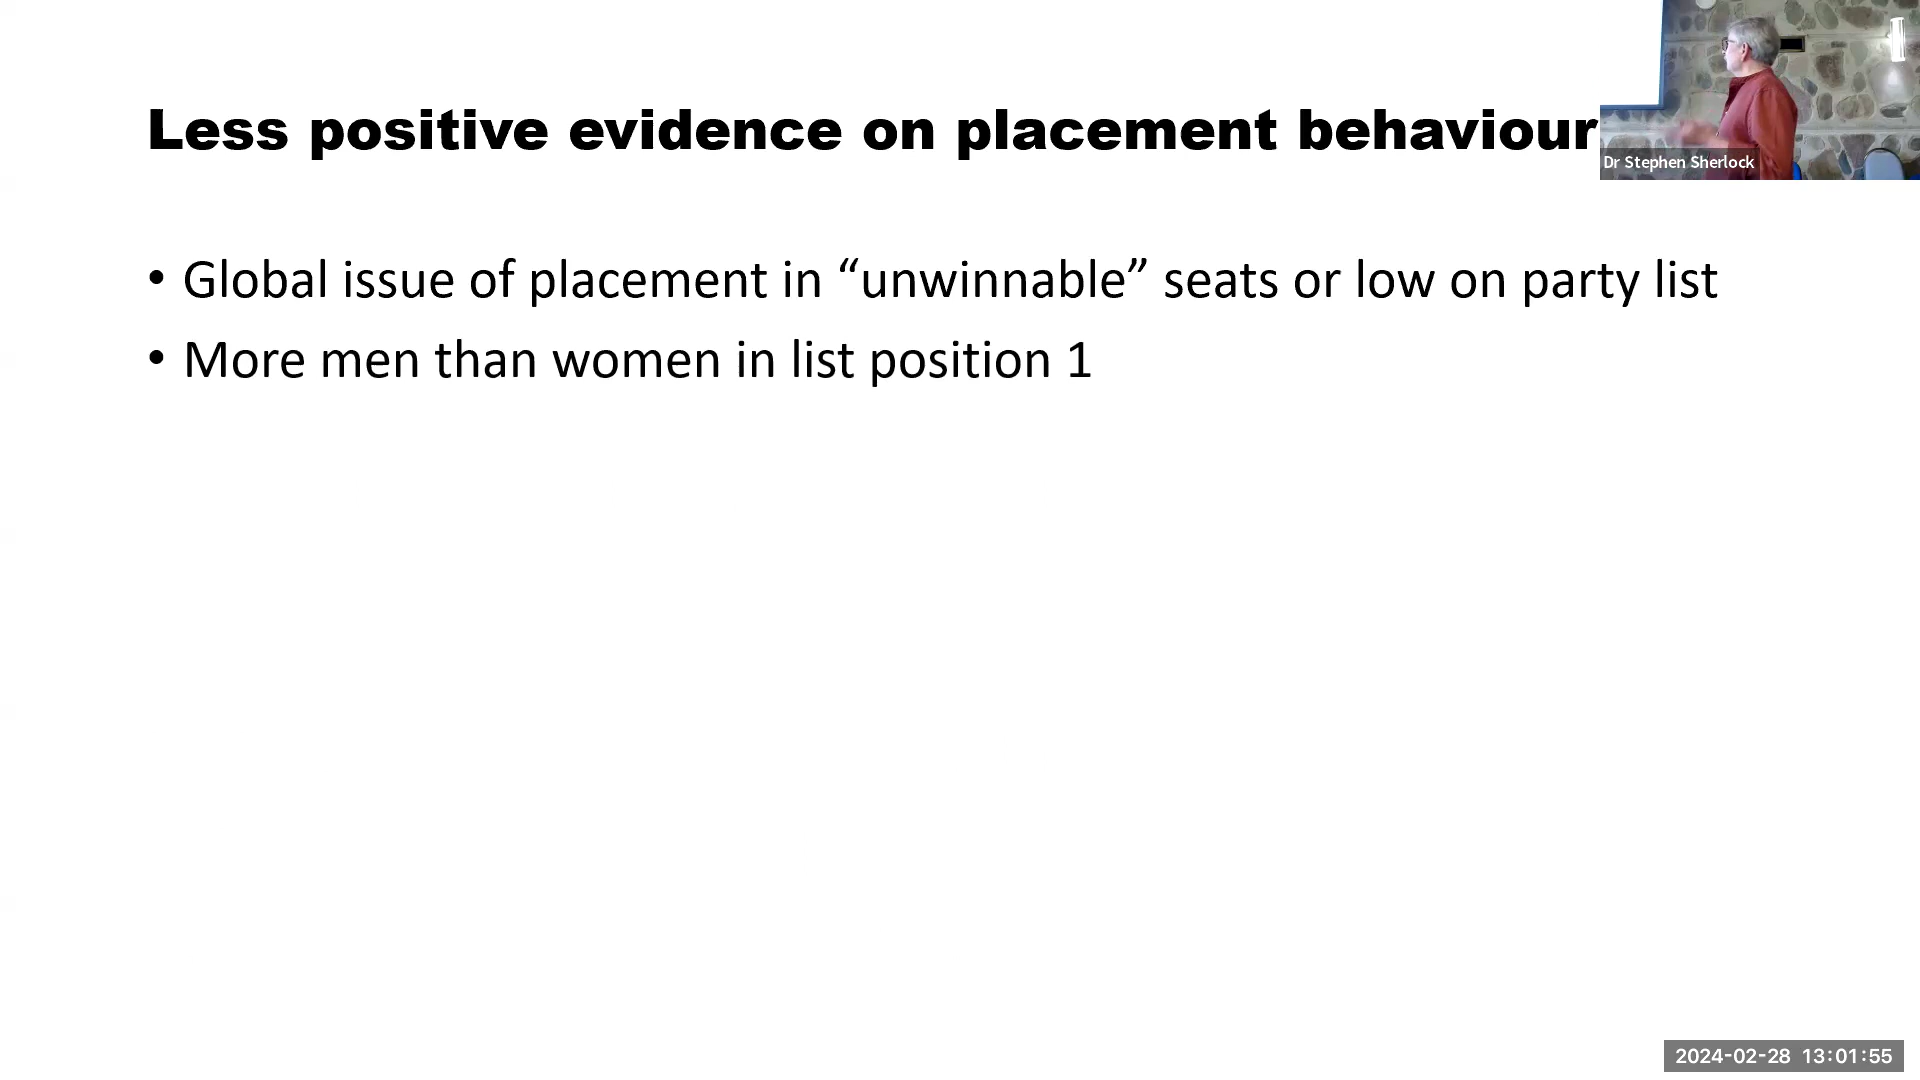 Less positive evidence on placement behaviour
Dr Stephen Sherlock
• Global issue of placement in “unwinnable” seats or low on party list
• More men than women in list position 1
2024-02-28 13:01:55